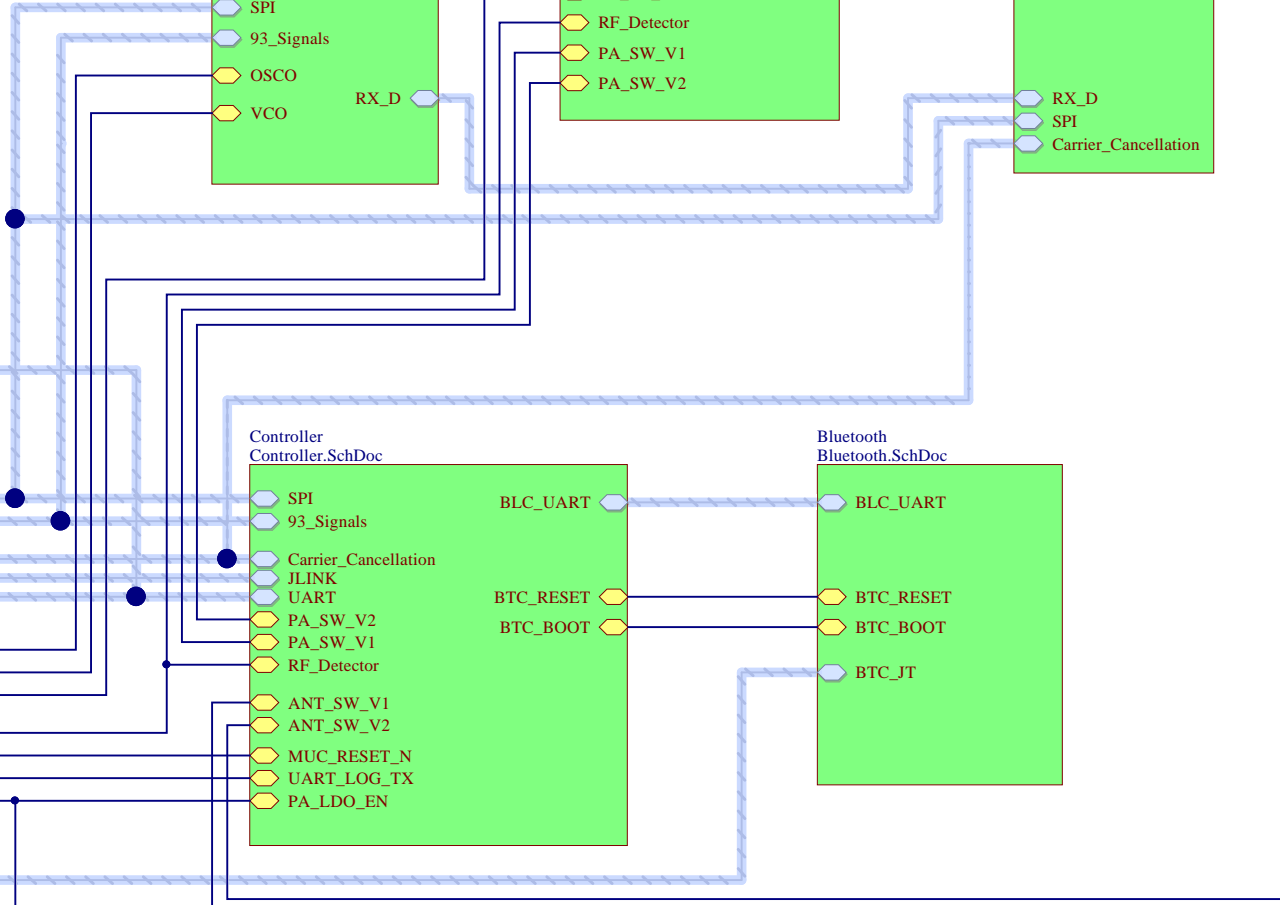 SPI
93_Signals
OSCO
VCO
RX_D
RF_Detector
PA_SW_V1
PA_SW_V2
RX_D
SPI
Carrier_Cancellation
Controller
Controller.SchDoc
SPI
93_Signals
Carrier_Cancellation
JLINK
UART
PA_SW_V2
PA_SW_V1
RF_Detector
ANT_SW_V1
ANT_SW_V2
MUC_RESET_N
UART_LOG_TX
PA_LDO_EN
BLC_UART
BTC_RESET
BTC_BOOT
Bluetooth
Bluetooth.SchDoc
BLC_UART
BTC_RESET
BTC_BOOT
BTC_JT